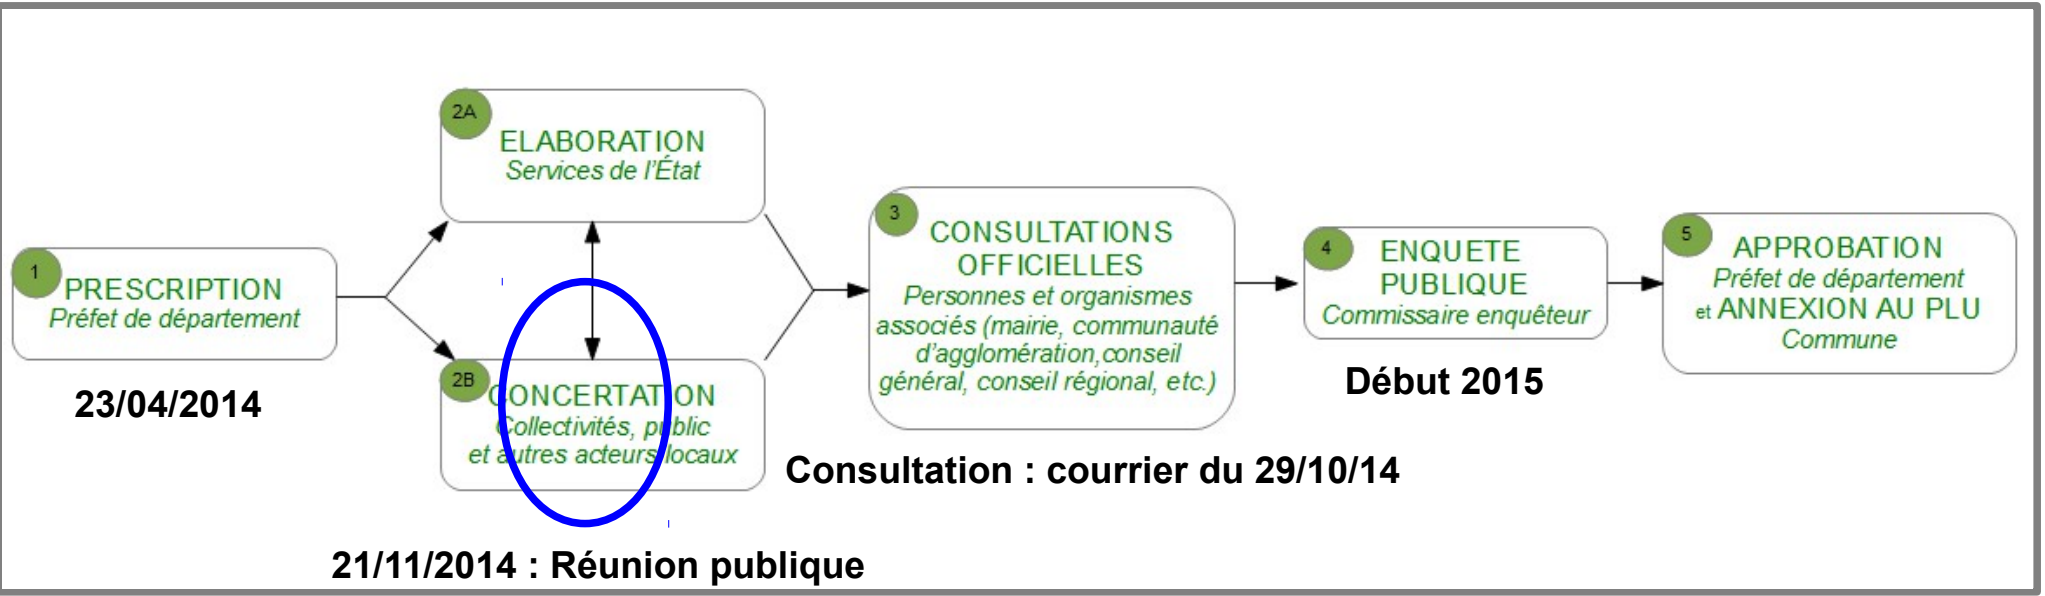 1
PRESCRIPTION
Préfet de département
23/04/2014
2A
ELABORATION
Services de l'État
2B
CONCERTATION
Collectivités, public
et autres acteurs locaux
21/11/2014 : Réunion publique
3
CONSULTATIONS
OFFICIELLES
Personnes et organismes
associés (mairie, communauté
d'agglomération,conseil
général, conseil régional, etc.)
Consultation : courrier du 29/10/14
4
ENQUETE
PUBLIQUE
Commissaire enquêteur
Début 2015
5
APPROBATION
Préfet de département
et ANNEXION AU PLU
Commune